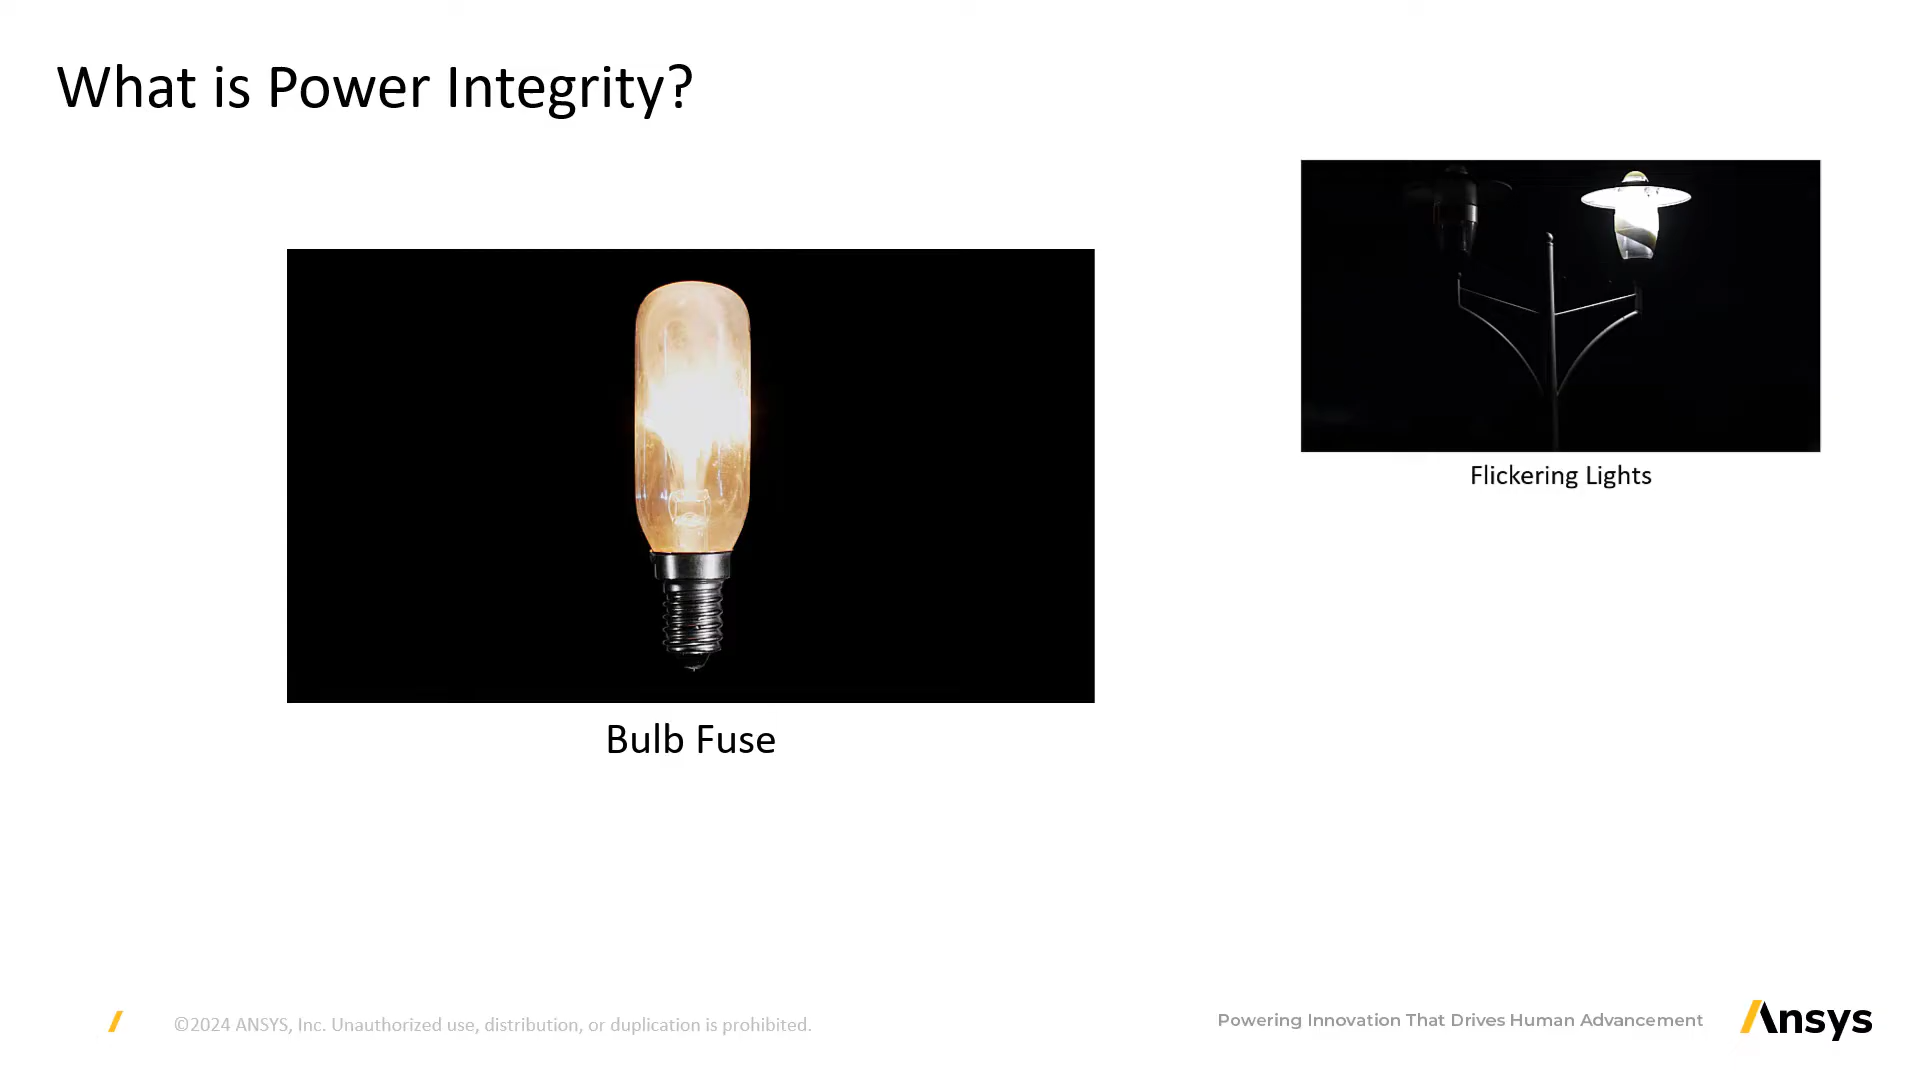 What is Power Integrity?
Flickering Lights
Bulb Fuse
©2024 ANSYS, Inc. Unauthorized use, distribution, or duplication is prohibited.
Powering Innovation That Drives Human Advancement
Ansys